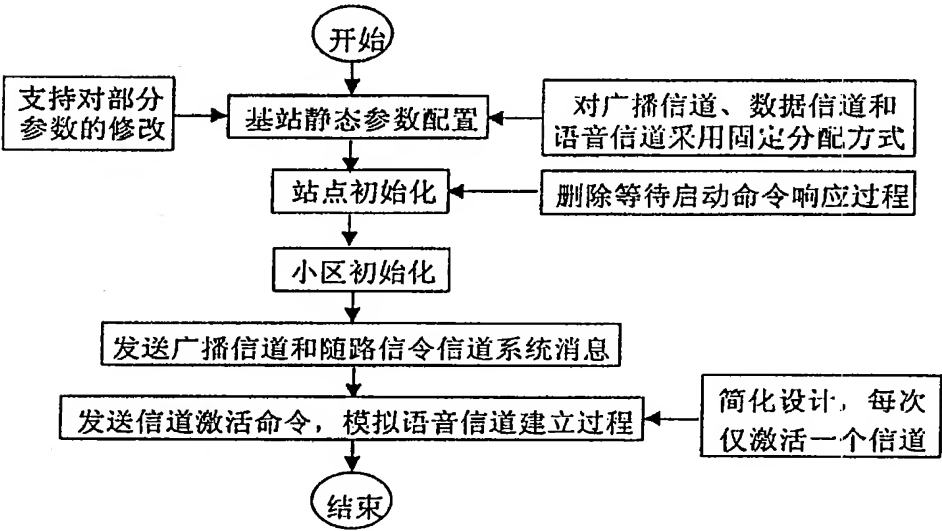 开始
支持对部分
参数的修改
基站静态参数配置
对广播信道、数据信道和
语音信道采用固定分配方式
站点初始化
删除等待启动命令响应过程
小区初始化
发送广播信道和随路信令信道系统消息
发送信道激活命令，模拟语音信道建立过程
简化设计，每次
仅激活一个信道
结束